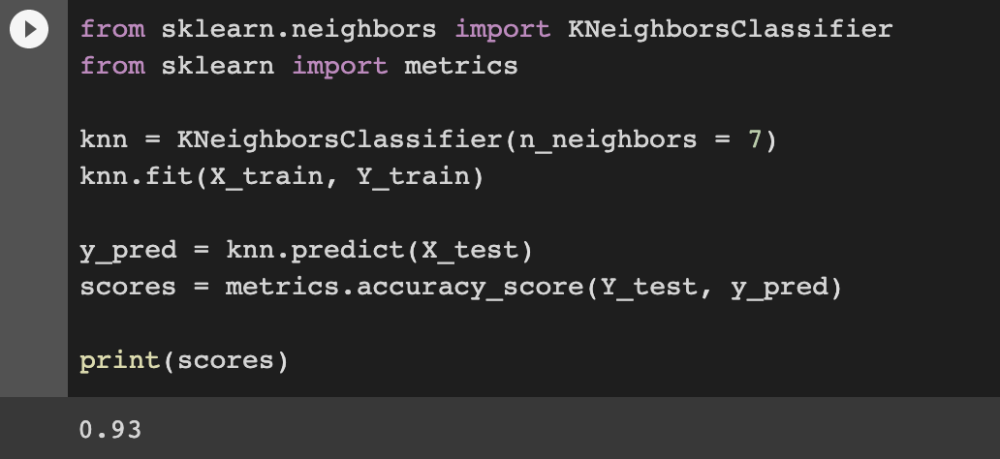 from sklearn.neighbors import KNeighborsClassifier
from sklearn import metrics
knn = KNeighborsClassifier(n_neighbors = 7)
knn.fit(X_train, Y_train)
y_pred = knn.predict(X_test)
scores = metrics.accuracy_score(Y_test, y_pred)
print(scores)
0.93